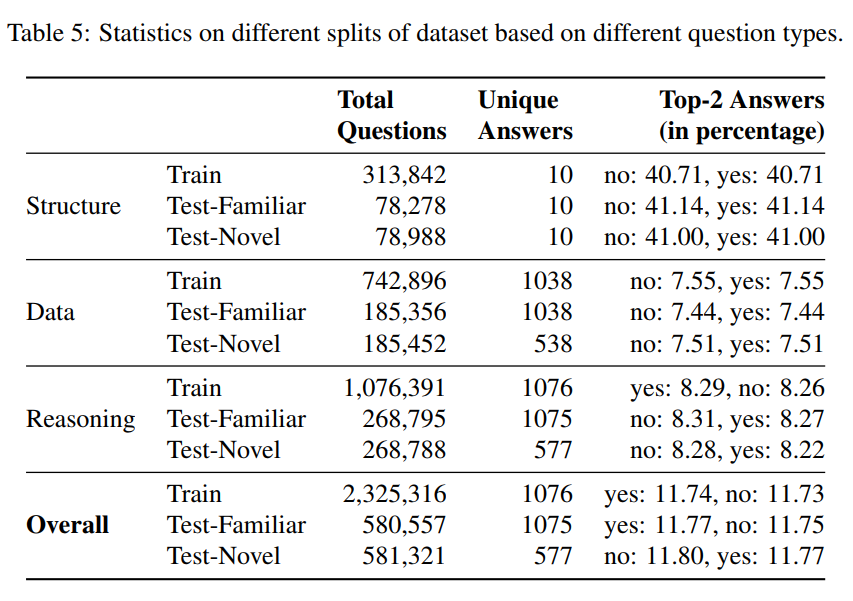 Table 5: Statistics on different splits of dataset based on different question types.
Total Unique Top-2 Answers
Questions Answers (in percentage)
Train 313,842 10 no: 40.71, yes: 40.71
Structure Test-Familiar 78,278 10 no: 41.14, yes: 41.14
Test-Novel 78,988 10 no: 41.00, yes: 41.00
Train 742,896 1038 no: 7.55, yes: 7.55
Data Test-Familiar 185,356 1038 no: 7.44, yes: 7.44
Test-Novel 185,452 538 no: 7.51, yes: 7.51
Train 1,076,391 1076 yes: 8.29, no: 8.26
Reasoning Test-Familiar 268,795 1075 no: 8.31, yes: 8.27
Test-Novel 268,788 577 no: 8.28, yes: 8.22
Train 2,325,316 1076 yes: 11.74, no: 11.73
Overall Test-Familiar 580,557 1075 yes: 11.77, no: 11.75
Test-Novel 581,321 577 no: 11.80, yes: 11.77